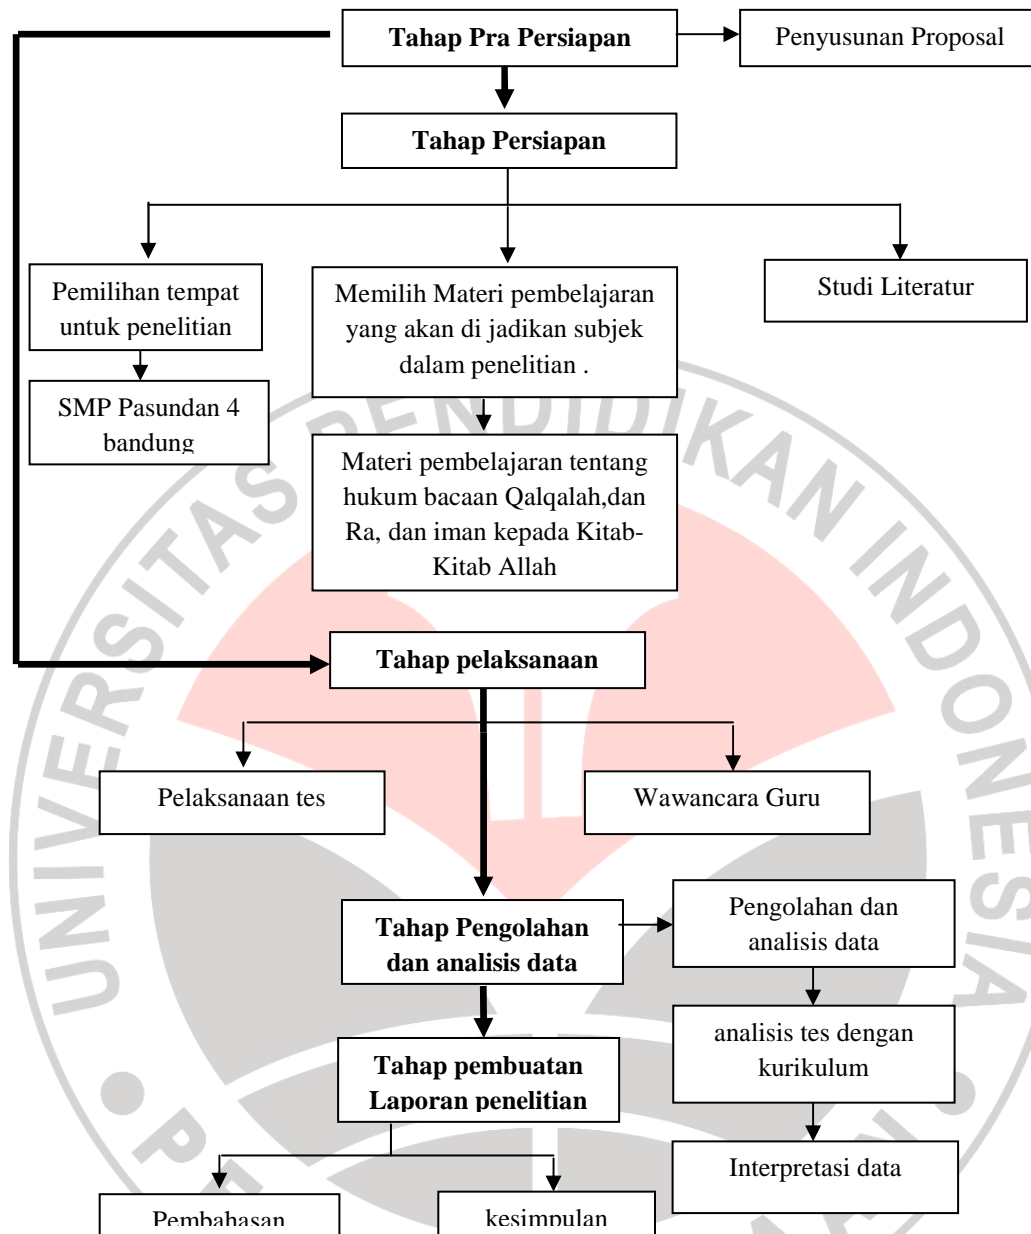 Tahap Pra Persiapan
Penyusunan Proposal
Tahap Persiapan
Pemilihan tempat
untuk penelitian
Memilih Materi pembelajaran
yang akan di jadikan subjek
dalam penelitian .
Studi Literatur
SMP Pasundan 4
bandung
Materi pembelajaran tentang
hukum bacaan Qalqalah,dan
Ra, dan iman kepada Kitab-
Kitab Allah
Tahap pelaksanaan
Pelaksanaan tes
Wawancara Guru
Tahap Pengolahan
dan analisis data
Pengolahan dan
analisis data
analisis tes dengan
kurikulum
Tahap pembuatan
Laporan penelitian
Interpretasi data
Pembahasan
kesimpulan
UNIVERSITAS PENDIDIKAN INDONESIA